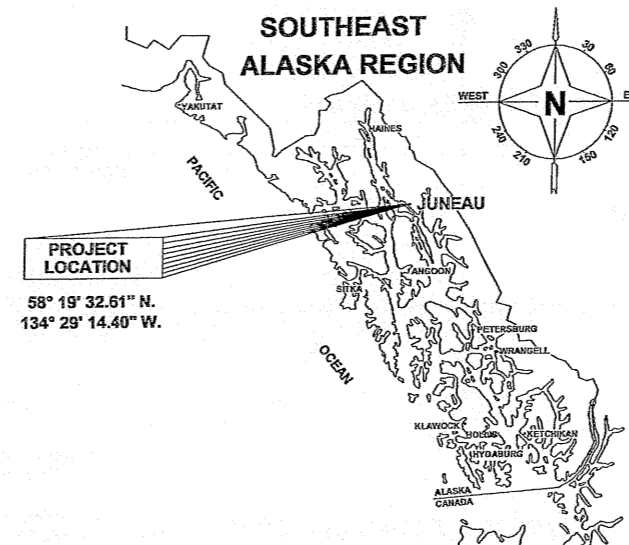 SOUTHEAST
ALASKA REGION
330
30
300
60
WEST
N
E
240
120
210
150
YAKUTAT
HAINES
PACIFIC
JUNEAU
PROJECT
LOCATION
ANGOON
58° 19' 32.61" N.
134° 29' 14.40" W.
SITKA
OCEAN
PETERSBURG
WRANGELL
KLAWOCK
HOLLIS
KETCHIKAN
HYDABURG
ALASKA
CANADA